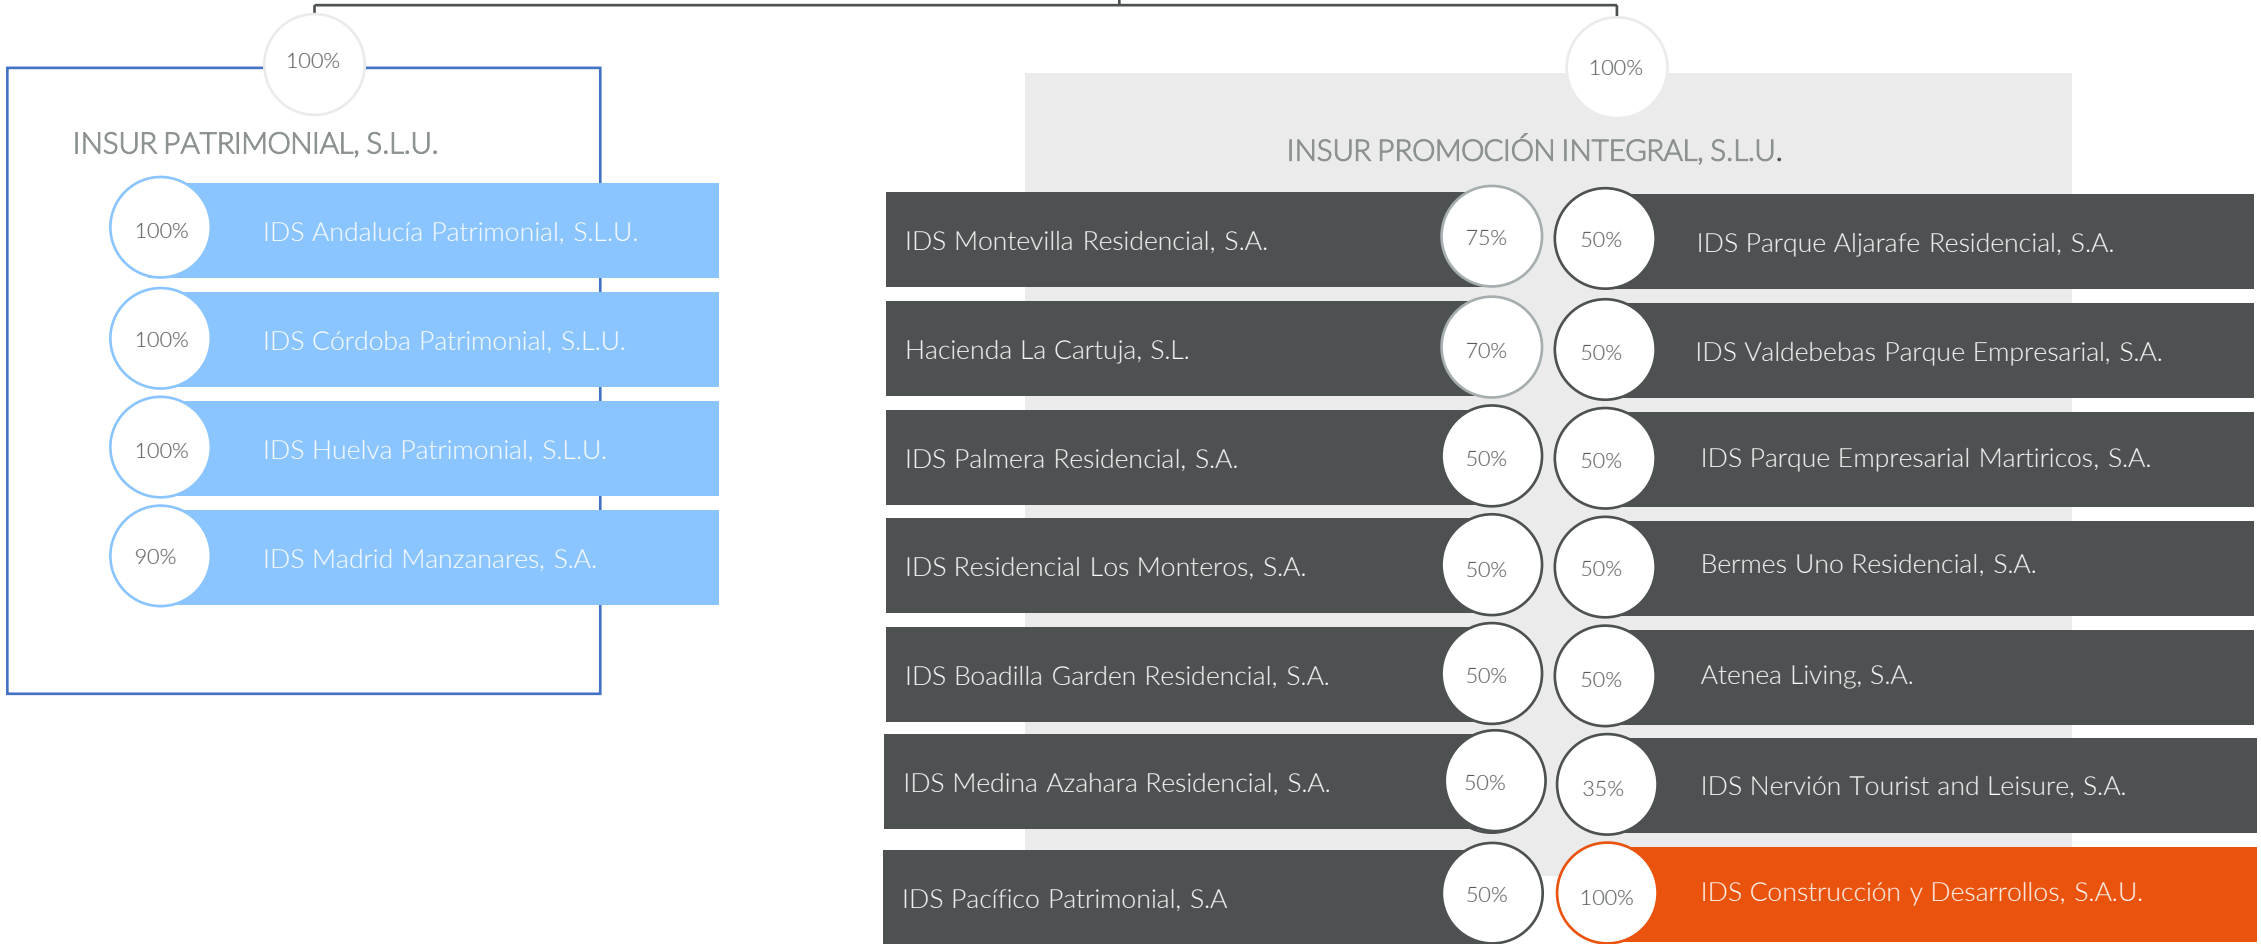 100%
INSUR PATRIMONIAL, S.L.U.
100% IDS Andalucía Patrimonial, S.L.U.
100% IDS Córdoba Patrimonial, S.L.U.
100% IDS Huelva Patrimonial, S.L.U.
90% IDS Madrid Manzanares, S.A.
100%
INSUR PROMOCIÓN INTEGRAL, S.L.U.
IDS Montevilla Residencial, S.A. 75%
Hacienda La Cartuja, S.L. 70%
IDS Palmera Residencial, S.A. 50%
IDS Residencial Los Monteros, S.A. 50%
IDS Boadilla Garden Residencial, S.A. 50%
IDS Medina Azahara Residencial, S.A. 50%
IDS Pacífico Patrimonial, S.A 50%
50% IDS Parque Aljarafe Residencial, S.A.
50% IDS Valdebebas Parque Empresarial, S.A.
50% IDS Parque Empresarial Martiricos, S.A.
50% Bermes Uno Residencial, S.A.
50% Atenea Living, S.A.
35% IDS Nervión Tourist and Leisure, S.A.
100% IDS Construcción y Desarrollos, S.A.U.